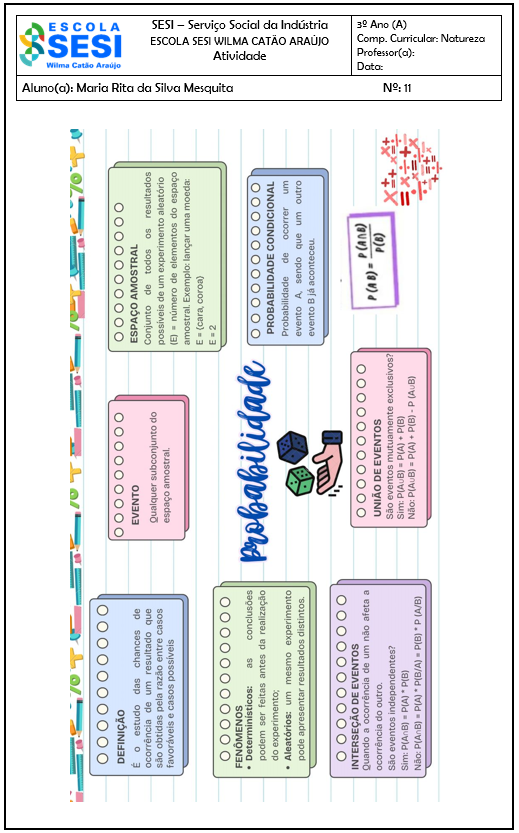 ESCOLA
SESI
Wilma Catão Araújo
SESI – Serviço Social da Indústria
ESCOLA SESI WILMA CATÃO ARAÚJO
Atividade
3º Ano (A)
Comp. Curricular: Natureza
Professor(a):
Data:
Aluno(a): Maria Rita da Silva Mesquita
Nº: 11
DEFINIÇÃO
É o estudo das chances de
ocorrência de um resultado que
são obtidas pela razão entre casos
favoráveis e casos possíveis
EVENTO
Qualquer subconjunto do
espaço amostral.
ESPAÇO AMOSTRAL
Conjunto de todos os resultados
possíveis de um experimento aleatório
(E) = número de elementos do espaço
amostral. Exemplo: lançar uma moeda:
E = {cara, coroa}
E = 2
Probabilidade
FENÔMENOS
• Determinísticos: as conclusões
podem ser feitas antes da realização
do experimento;
• Aleatórios: um mesmo experimento
pode apresentar resultados distintos.
PROBABILIDADE CONDICIONAL
Probabilidade de ocorrer um
evento A, sendo que um outro
evento B já aconteceu.
P(A|B) = P(A∩B)
P(B)
INTERSEÇÃO DE EVENTOS
Quando a ocorrência de um não afeta a
ocorrência do outro.
São eventos independentes?
Sim: P(A∩B) = P(A) * P(B)
Não: P(A∩B) = P(A) * P(B/A) = P(B) * P (A/B)
UNIÃO DE EVENTOS
São eventos mutuamente exclusivos?
Sim: P(A∪B) = P(A) + P(B)
Não: P(A∪B) = P(A) + P(B) - P (A∪B)